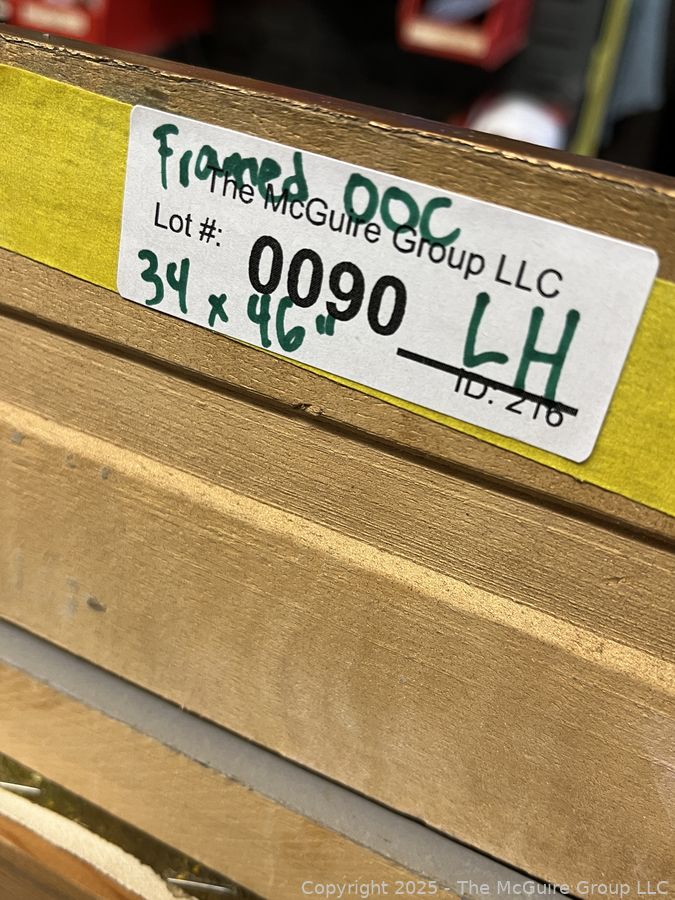 Framed OOC
The McGuire Group LLC
Lot #: 0090
34 x 46"
LH
ID: 216
Copyright 2025 - The McGuire Group LLC